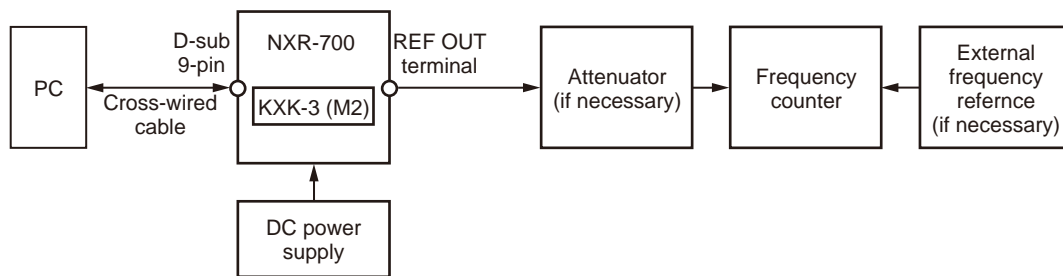 PC
D-sub
9-pin
Cross-wired
cable
NXR-700
KXK-3 (M2)
REF OUT
terminal
Attenuator
(if necessary)
Frequency
counter
External
frequency
refernce
(if necessary)
DC power
supply